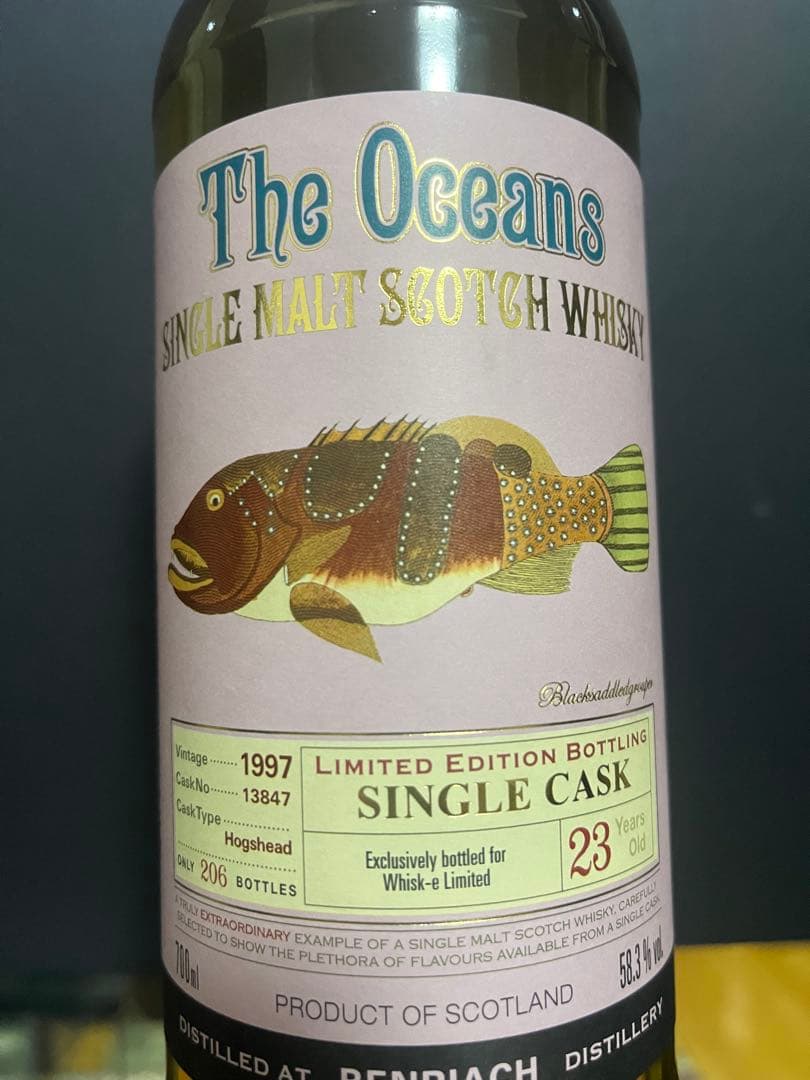 The Oceans
SINGLE MALT SCOTCH WHISKY
Blacksaddledgrouper
Vintage ........ 1997
CaskNo ....... 13847
CaskType ...............
Hogshead
ONLY 206 BOTTLES
LIMITED EDITION BOTTLING
SINGLE CASK
Exclusively bottled for
Whisk-e Limited
23 Years Old
A TRULY EXTRAORDINARY EXAMPLE OF A SINGLE MALT SCOTCH WHISKY, CAREFULLY
SELECTED TO SHOW THE PLETHORA OF FLAVOURS AVAILABLE FROM A SINGLE CASK
700ml
58.3 % vol
PRODUCT OF SCOTLAND
DISTILLED AT BENRIACH DISTILLERY